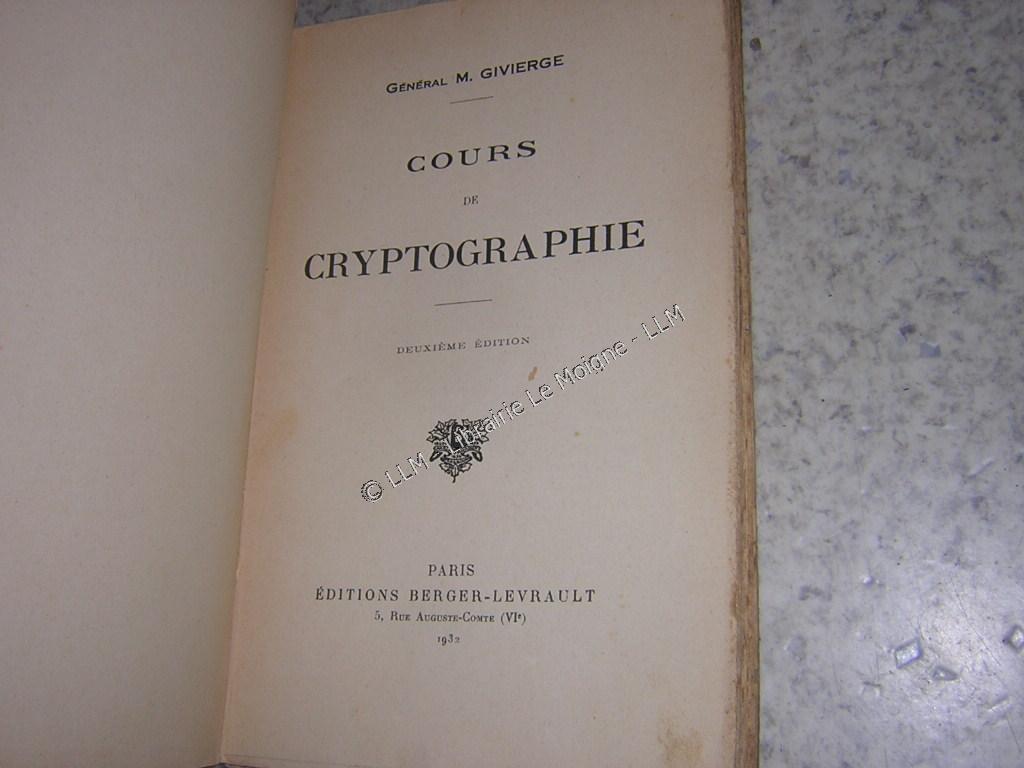 GÉNÉRAL M. GIVIERGE
COURS
DE
CRYPTOGRAPHIE
DEUXIÈME ÉDITION
© LLM - Librairie Le Moigne - LLM
PARIS
ÉDITIONS BERGER-LEVRAULT
5, RUE AUGUSTE-COMTE (VIᵉ)
1932